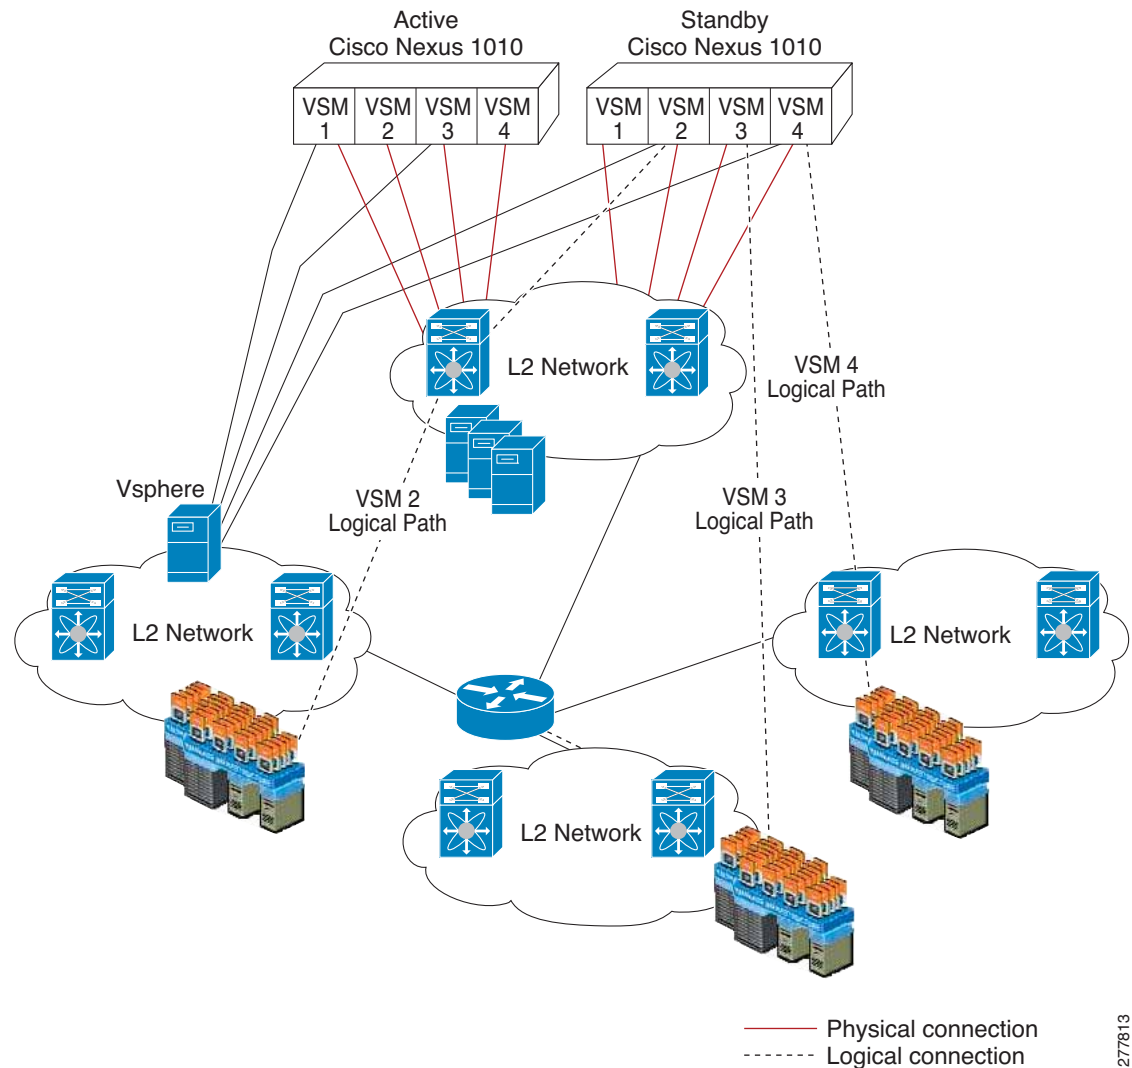 Active
Cisco Nexus 1010
Standby
Cisco Nexus 1010
VSM
1
VSM
2
VSM
3
VSM
4
VSM
1
VSM
2
VSM
3
VSM
4
L2 Network
VSM 4
Logical Path
Vsphere
VSM 2
Logical Path
VSM 3
Logical Path
L2 Network
L2 Network
L2 Network
Physical connection
Logical connection
277813